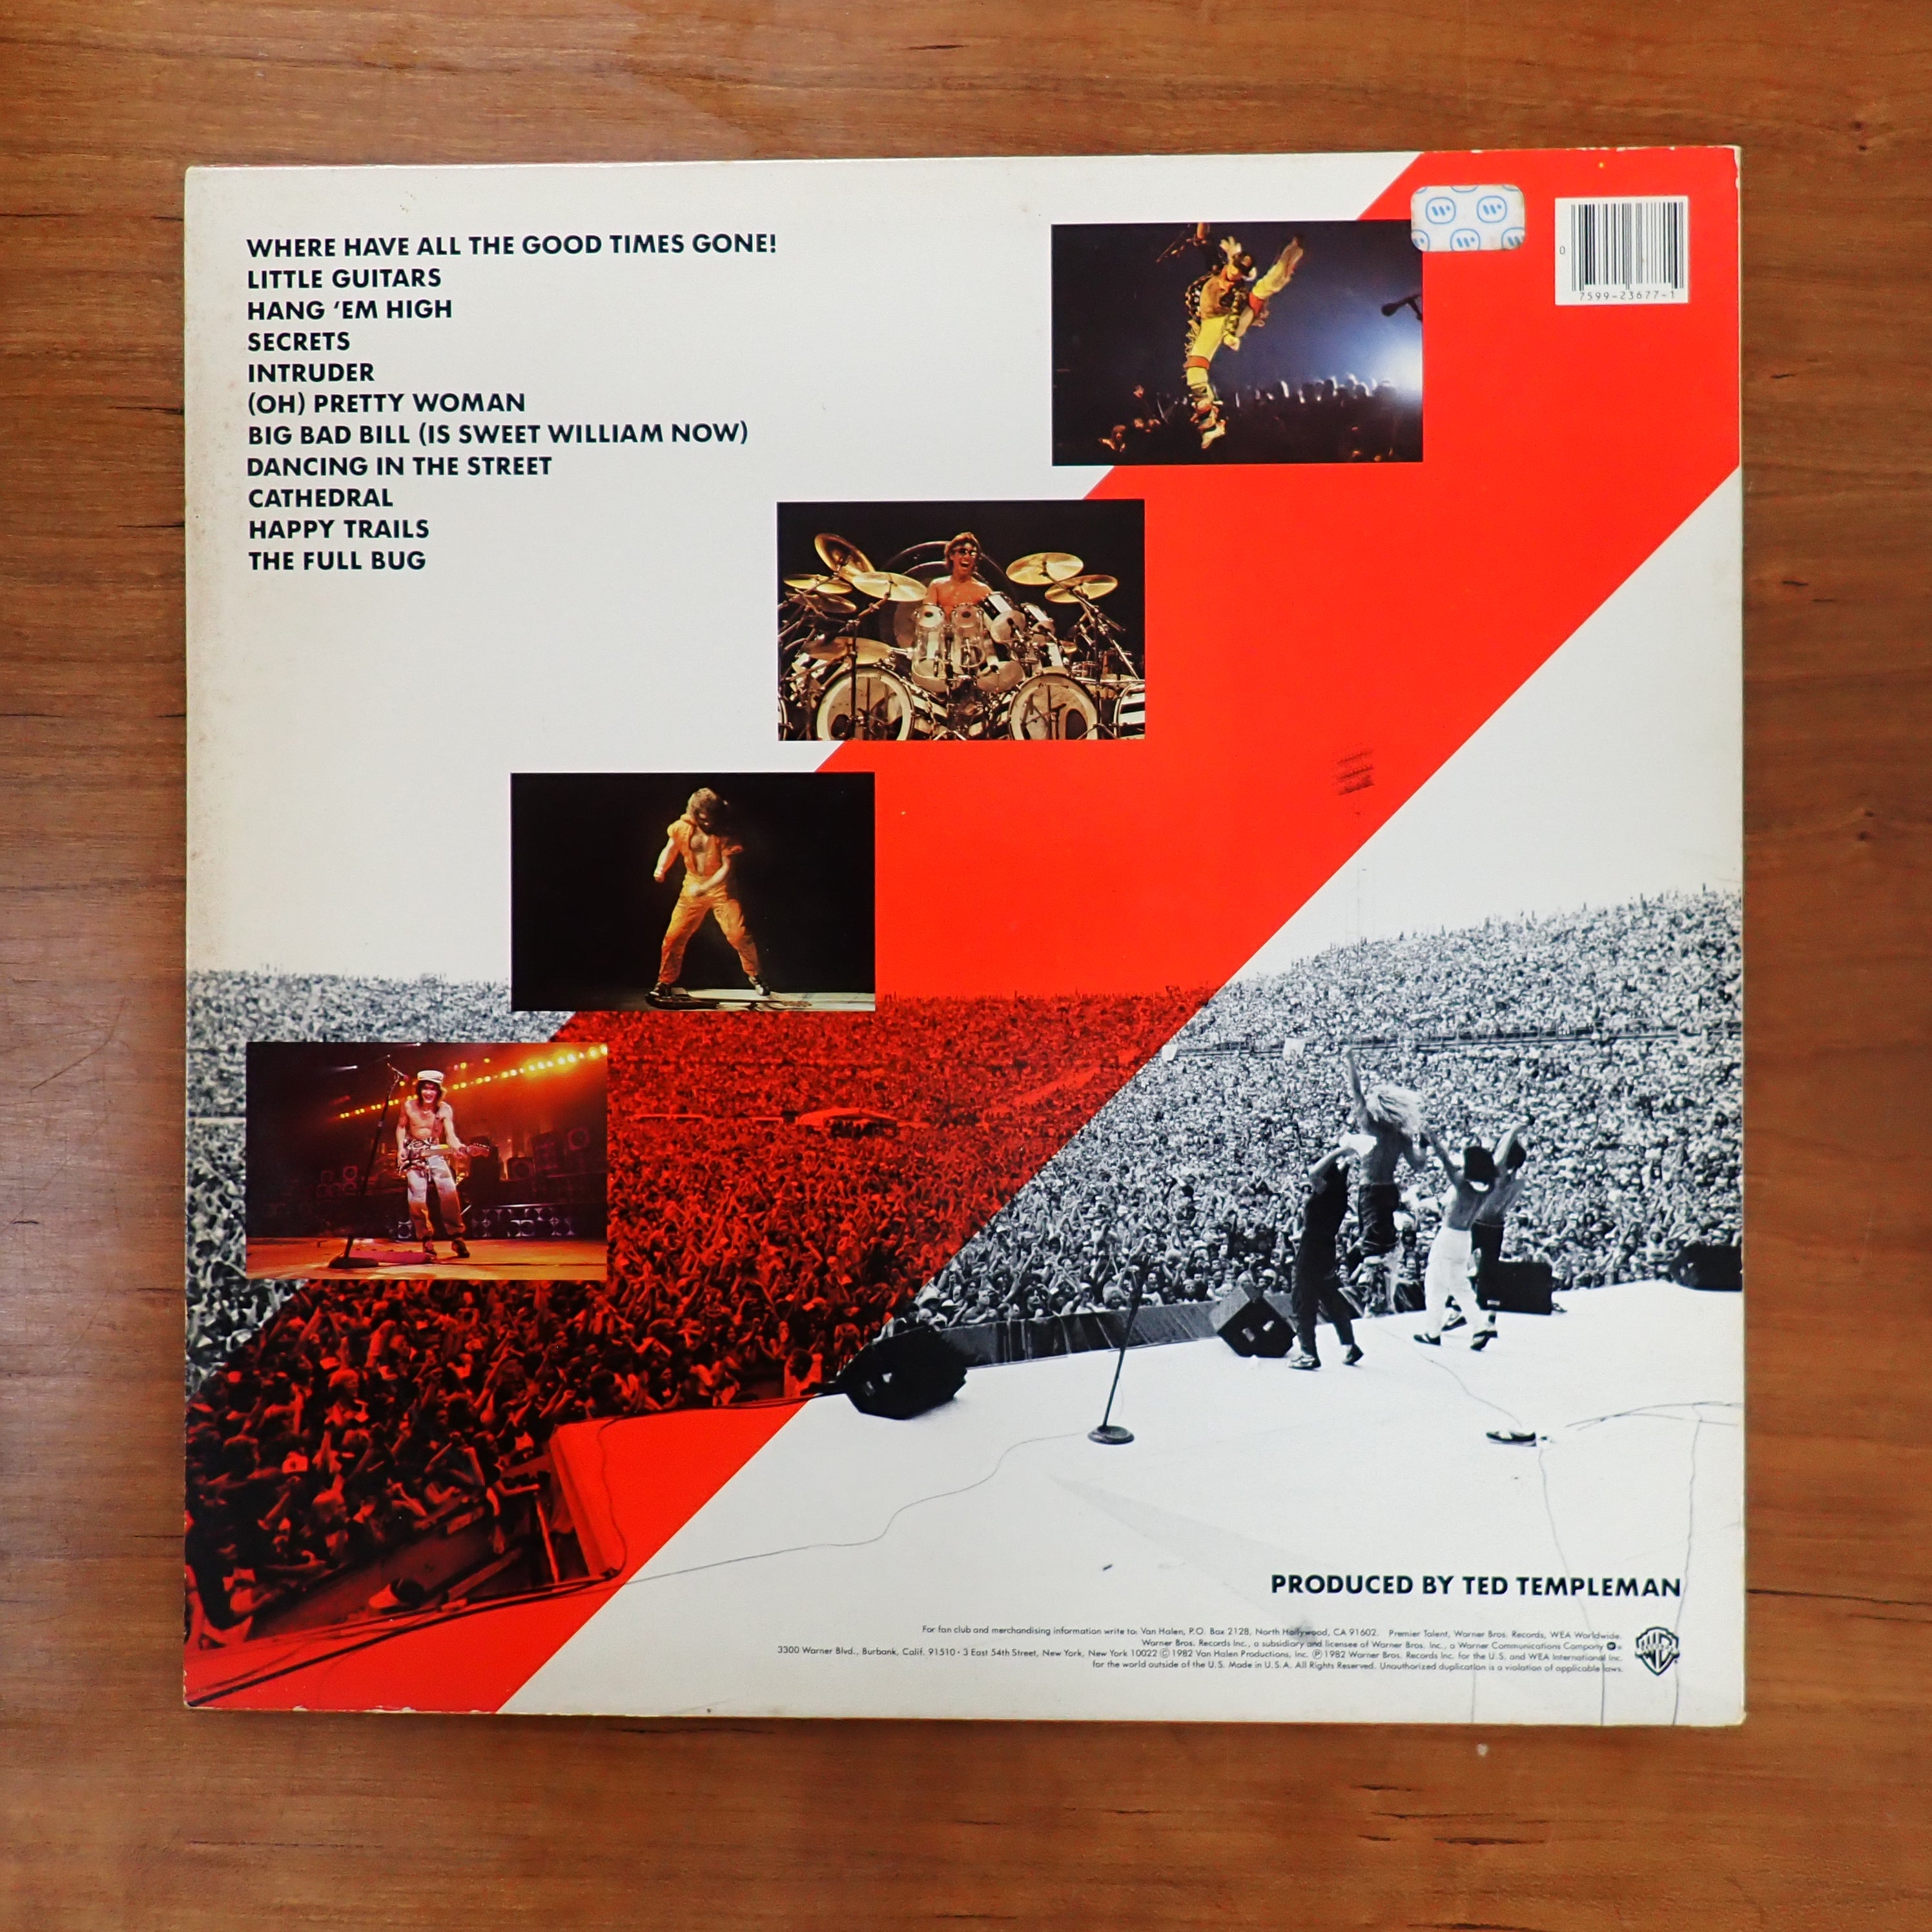 WHERE HAVE ALL THE GOOD TIMES GONE!
LITTLE GUITARS
HANG ‘EM HIGH
SECRETS
INTRUDER
(OH) PRETTY WOMAN
BIG BAD BILL (IS SWEET WILLIAM NOW)
DANCING IN THE STREET
CATHEDRAL
HAPPY TRAILS
THE FULL BUG
0
7599-23677-1
PRODUCED BY TED TEMPLEMAN
For fan club and merchandising information write to: Van Halen, P.O. Box 2128, North Hollywood, CA 91602. Premier Talent, Warner Bros. Records, WEA Worldwide.
Warner Bros. Records Inc., a subsidiary and licensee of Warner Bros. Inc., a Warner Communications Company
3300 Warner Blvd., Burbank, Calif. 91510 • 3 East 54th Street, New York, New York 10022 © 1982 Van Halen Productions, Inc. ℗ 1982 Warner Bros. Records Inc. for the U.S. and WEA International Inc.
for the world outside of the U.S. Made in U.S.A. All Rights Reserved. Unauthorized duplication is a violation of applicable laws.